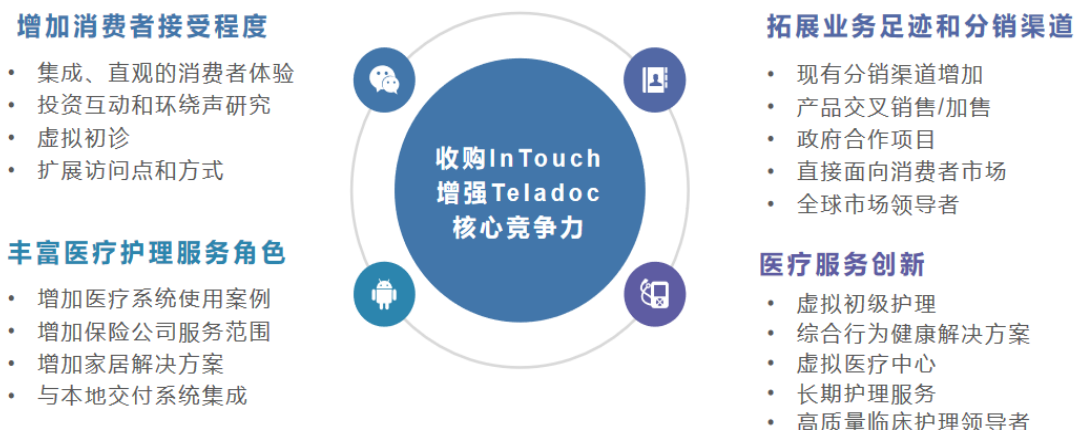 增加消费者接受程度
• 集成、直观的消费者体验
• 投资互动和环绕声研究
• 虚拟初诊
• 扩展访问点和方式
丰富医疗护理服务角色
• 增加医疗系统使用案例
• 增加保险公司服务范围
• 增加家居解决方案
• 与本地交付系统集成
收购InTouch
增强Teladoc
核心竞争力
拓展业务足迹和分销渠道
• 现有分销渠道增加
• 产品交叉销售/加售
• 政府合作项目
• 直接面向消费者市场
• 全球市场领导者
医疗服务创新
• 虚拟初级护理
• 综合行为健康解决方案
• 虚拟医疗中心
• 长期护理服务
• 高质量临床护理领导者